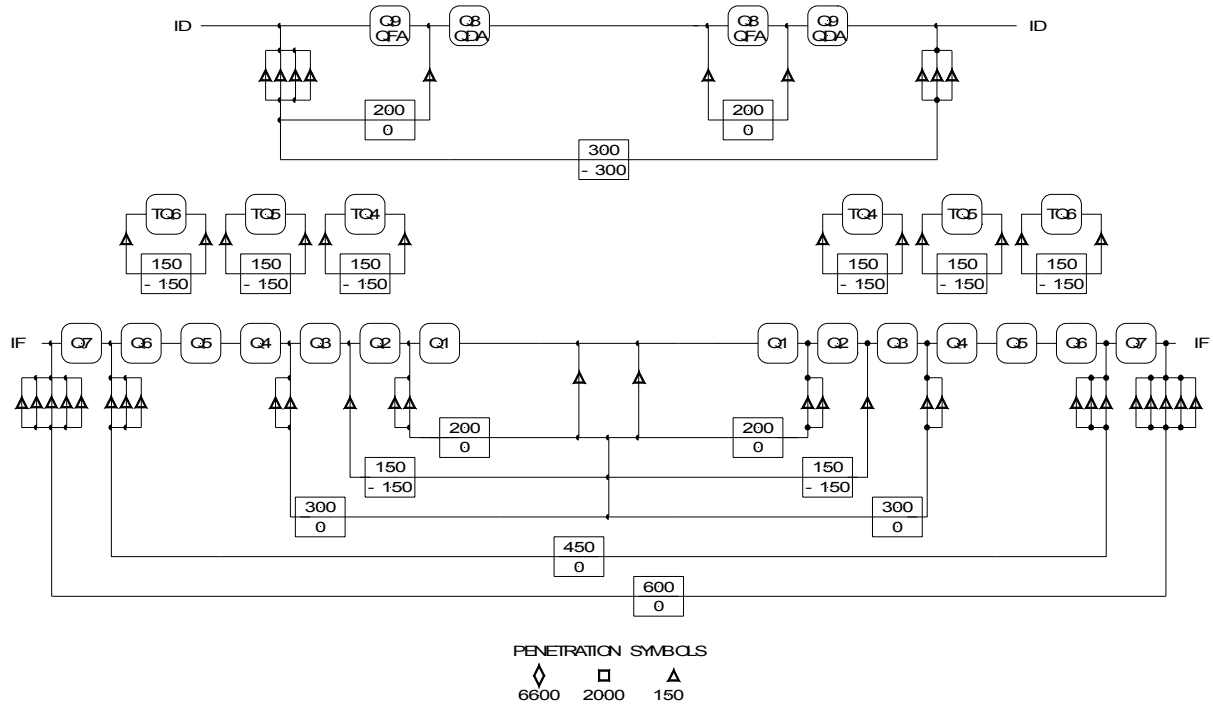 ID Q9 Q8 Q8 Q9 ID
QFA QDA QFA QDA
200 200
0 0
300
- 300
TQ6 TQ5 TQ4 TQ4 TQ5 TQ6
150 150 150 150 150 150
- 150 - 150 - 150 - 150 - 150 - 150
IF Q7 Q6 Q5 Q4 Q3 Q2 Q1 Q1 Q2 Q3 Q4 Q5 Q6 Q7 IF
200 200
0 0
150 150
- 150 - 150
300 300
0 0
450
0
600
0
PENETRATION SYMBOLS
6600 2000 150